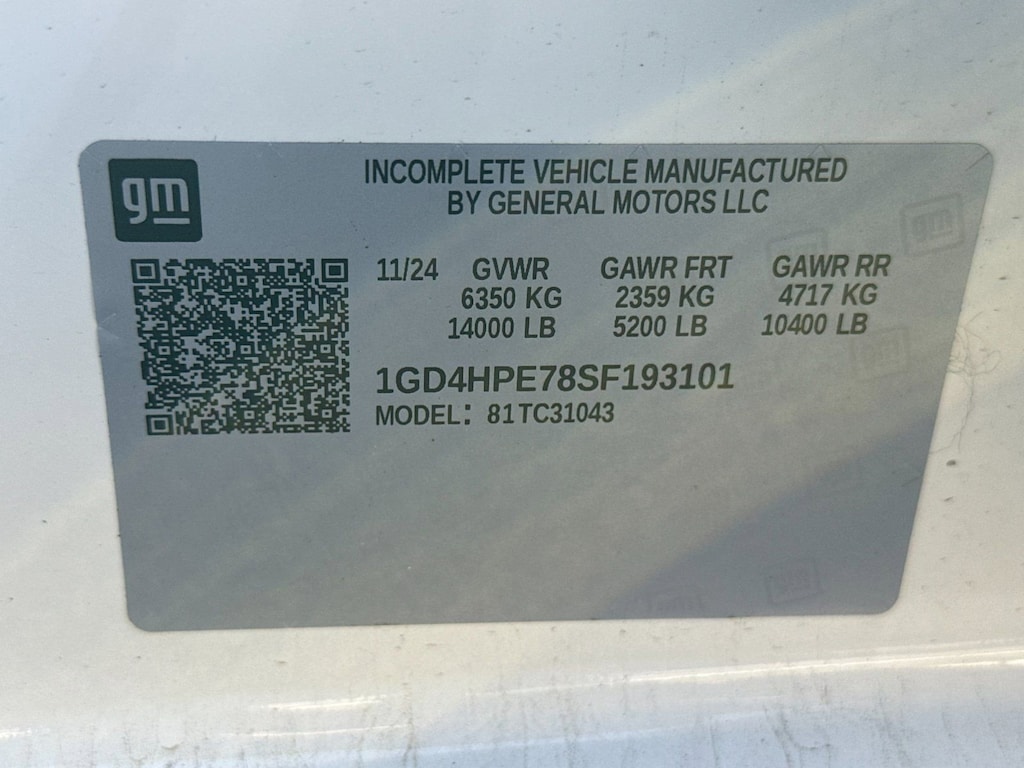 gm
INCOMPLETE VEHICLE MANUFACTURED
BY GENERAL MOTORS LLC
11/24 GVWR GAWR FRT GAWR RR
6350 KG 2359 KG 4717 KG
14000 LB 5200 LB 10400 LB
1GD4HPE78SF193101
MODEL: 81TC31043